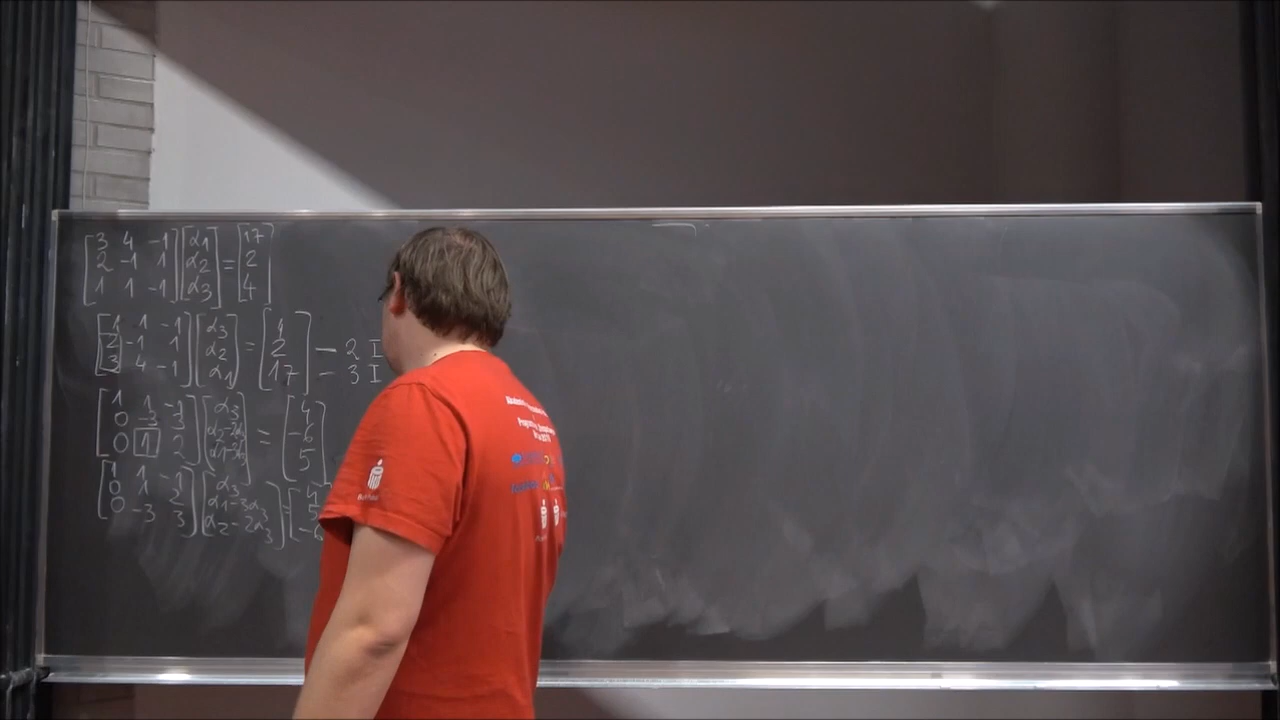 [3 4 -1] [α1] = [17]
[2 -1 1] [α2] [2]
[1 1 -1] [α3] [4]
[1 1 -1] [α3] = [4]
[2 -1 1] [α2] [2] - 2 I
[3 4 -1] [α1] [17] - 3 I
[1 1 -1] [α3] = [4]
[0 -3 3] [α2-2α3] [-6]
[0 1 2] [α1-3α3] [5]
[1 1 -1] [α3] = [4
[0 1 2] [α1-3α3] [5
[0 -3 3] [α2-2α3] [-6